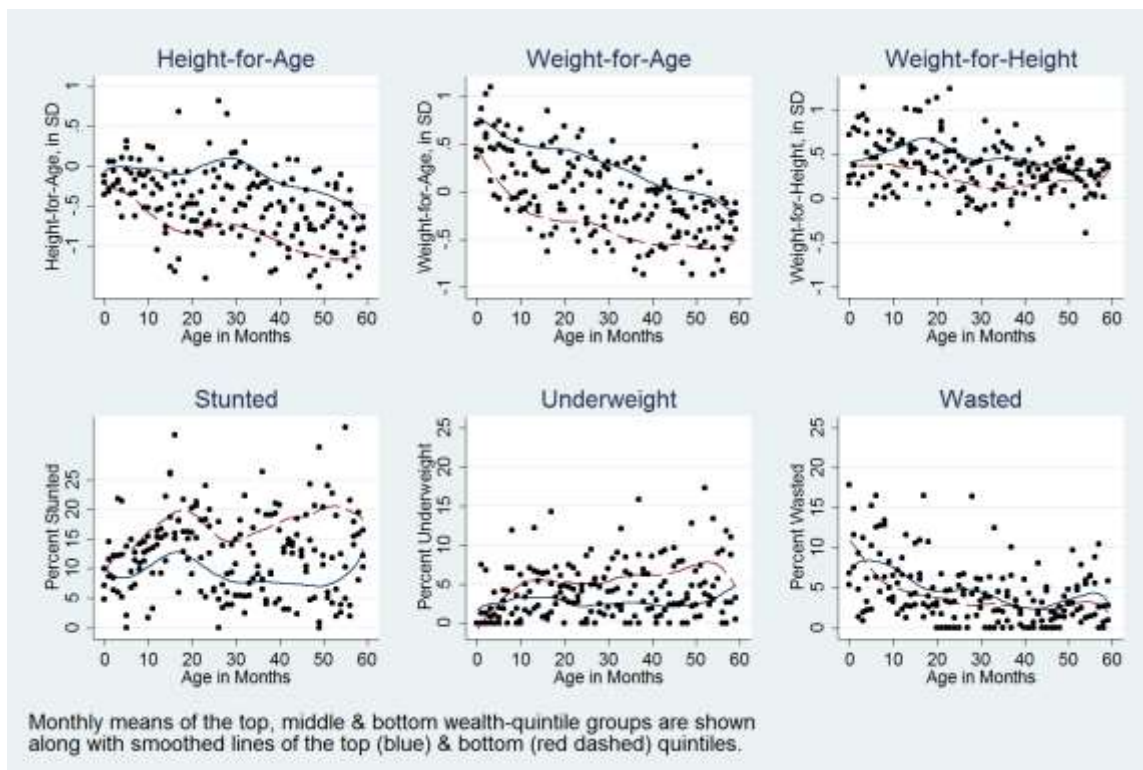 Height-for-Age
Height-for-Age, in SD
1
.5
0
-.5
-1
0 10 20 30 40 50 60
Age in Months
Weight-for-Age
Weight-for-Age, in SD
1
.5
0
-.5
-1
0 10 20 30 40 50 60
Age in Months
Weight-for-Height
Weight-for-Height, in SD
1
.5
0
-.5
-1
0 10 20 30 40 50 60
Age in Months
Stunted
Percent Stunted
25
20
15
10
5
0
0 10 20 30 40 50 60
Age in Months
Underweight
Percent Underweight
25
20
15
10
5
0
0 10 20 30 40 50 60
Age in Months
Wasted
Percent Wasted
25
20
15
10
5
0
0 10 20 30 40 50 60
Age in Months
Monthly means of the top, middle & bottom wealth-quintile groups are shown
along with smoothed lines of the top (blue) & bottom (red dashed) quintiles.